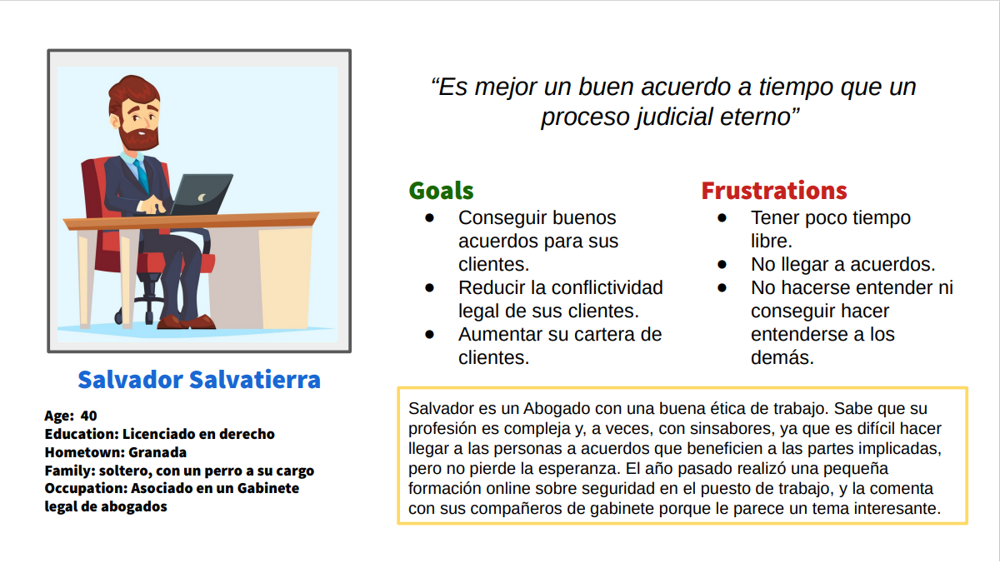 “Es mejor un buen acuerdo a tiempo que un
proceso judicial eterno”
Goals
● Conseguir buenos
acuerdos para sus
clientes.
● Reducir la conflictividad
legal de sus clientes.
● Aumentar su cartera de
clientes.
Frustrations
● Tener poco tiempo
libre.
● No llegar a acuerdos.
● No hacerse entender ni
conseguir hacer
entenderse a los
demás.
Salvador Salvatierra
Age:  40
Education: Licenciado en derecho
Hometown: Granada
Family: soltero, con un perro a su cargo
Occupation: Asociado en un Gabinete
legal de abogados
Salvador es un Abogado con una buena ética de trabajo. Sabe que su
profesión es compleja y, a veces, con sinsabores, ya que es difícil hacer
llegar a las personas a acuerdos que beneficien a las partes implicadas,
pero no pierde la esperanza. El año pasado realizó una pequeña
formación online sobre seguridad en el puesto de trabajo, y la comenta
con sus compañeros de gabinete porque le parece un tema interesante.